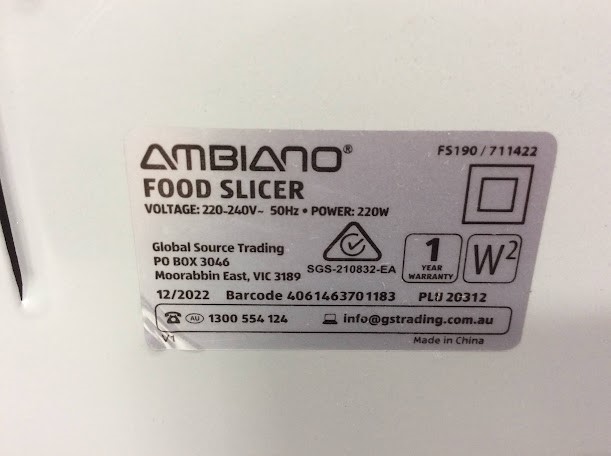 AMBIANO®
FS190 / 711422
FOOD SLICER
VOLTAGE: 220-240V~ 50Hz • POWER: 220W
Global Source Trading
PO BOX 3046
Moorabbin East, VIC 3189
SGS-210832-EA
1
YEAR
WARRANTY
W²
12/2022 Barcode 4061463701183 PLU 20312
AU 1300 554 124 info@gstrading.com.au
V1
Made in China